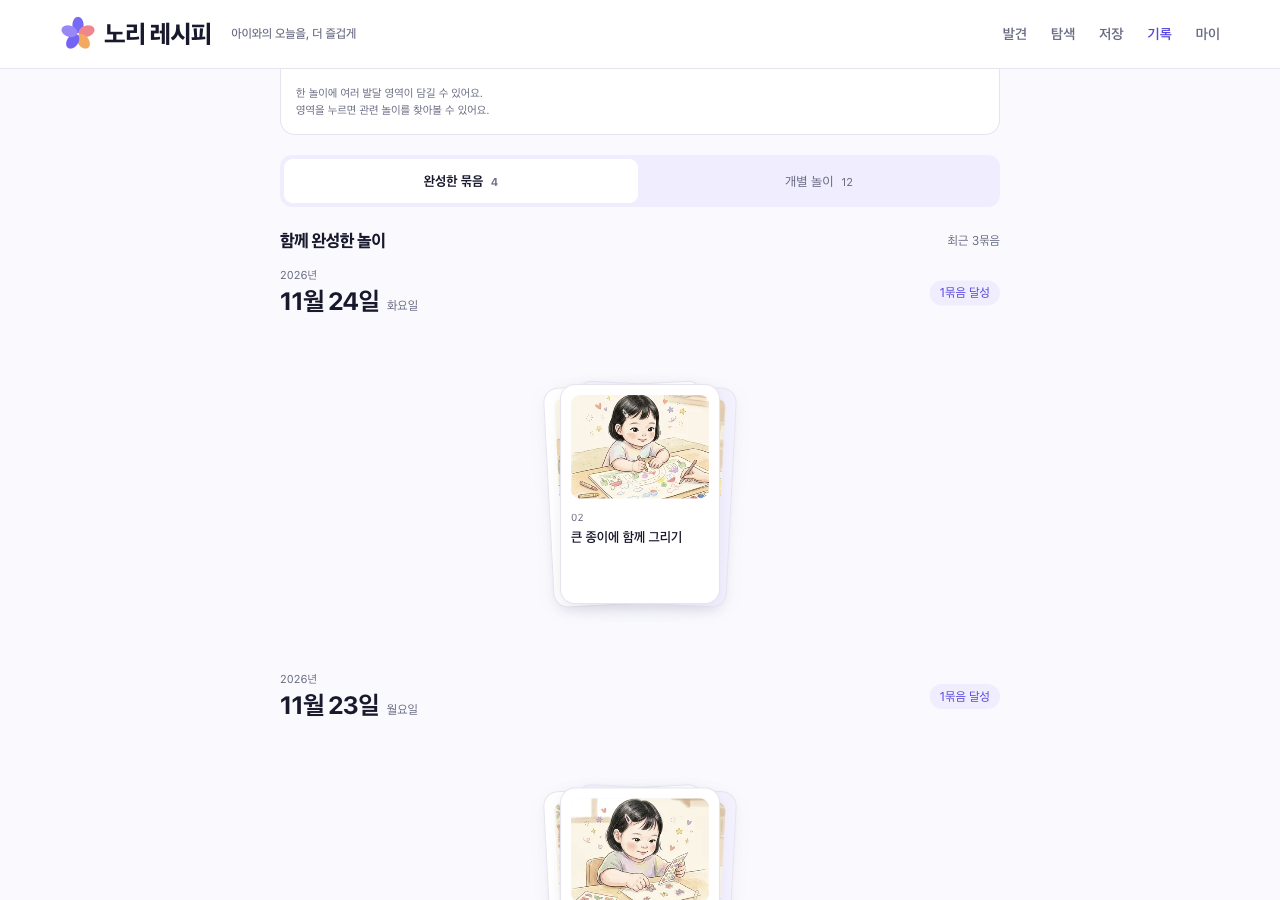 노리 레시피
아이와의 오늘을, 더 즐겁게
발견 탐색 저장 기록 마이
한 놀이에 여러 발달 영역이 담길 수 있어요.
영역을 누르면 관련 놀이를 찾아볼 수 있어요.
완성한 묶음 4
개별 놀이 12
함께 완성한 놀이
최근 3묶음
2026년
11월 24일 화요일
1묶음 달성
02
큰 종이에 함께 그리기
2026년
11월 23일 월요일
1묶음 달성